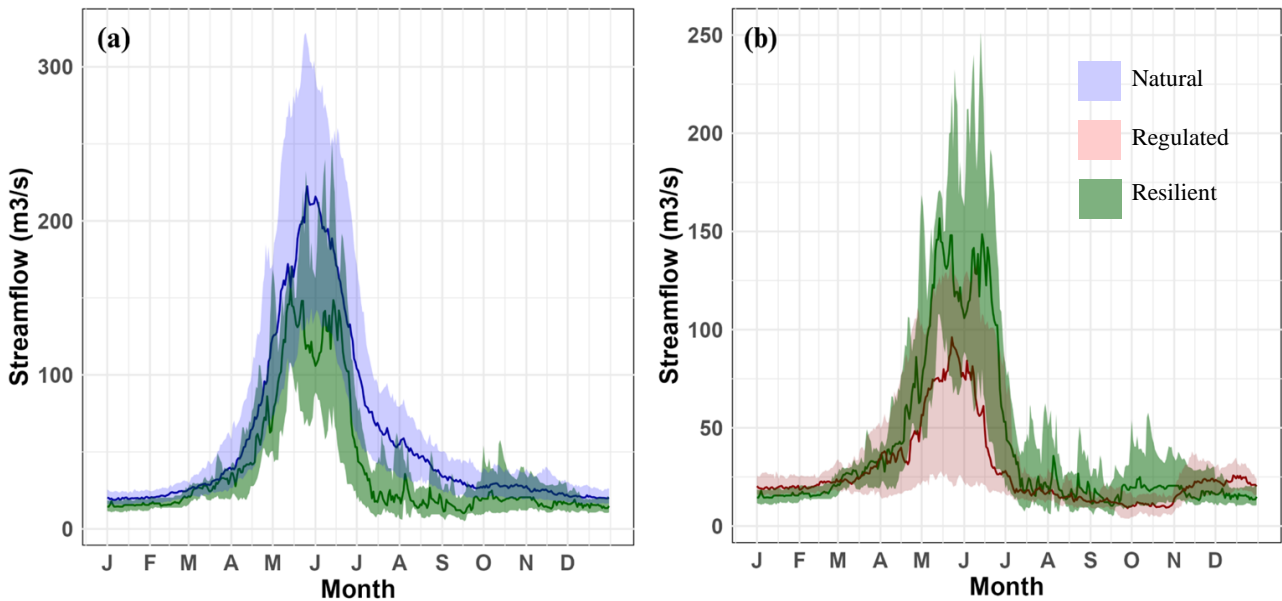 (a)
Streamflow (m3/s)
300
200
100
0
J F M A M J J A S O N D
Month
(b)
Streamflow (m3/s)
250
200
150
100
50
0
J F M A M J J A S O N D
Month
Natural
Regulated
Resilient